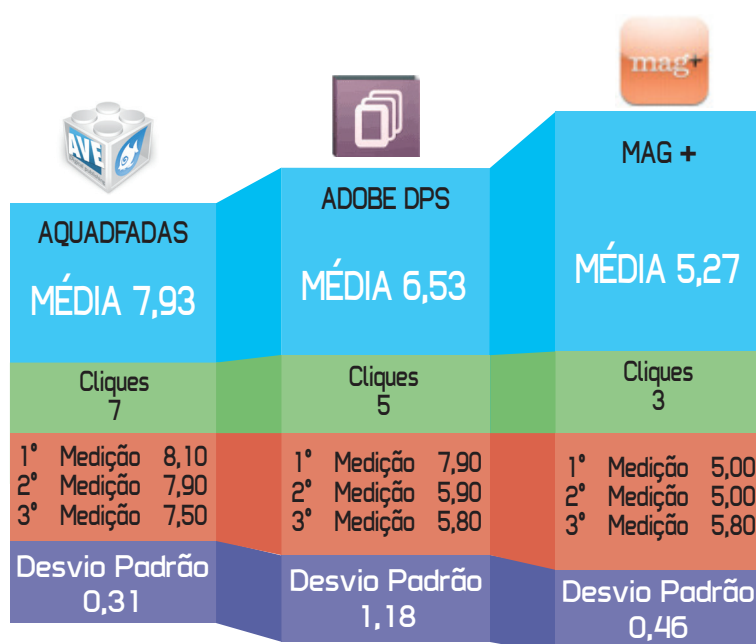 AVE
AQUADFADAS
MÉDIA 7,93
Cliques
7
1° Medição 8,10
2° Medição 7,90
3° Medição 7,50
Desvio Padrão
0,31
ADOBE DPS
MÉDIA 6,53
Cliques
5
1° Medição 7,90
2° Medição 5,90
3° Medição 5,80
Desvio Padrão
1,18
mag+
MAG +
MÉDIA 5,27
Cliques
3
1° Medição 5,00
2° Medição 5,00
3° Medição 5,80
Desvio Padrão
0,46